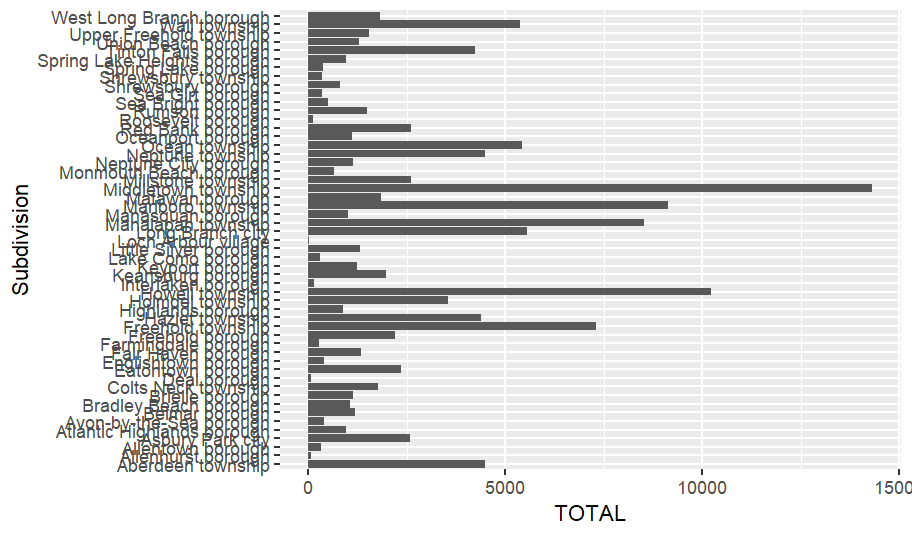 West Long Branch borough
Wall township
Upper Freehold township
Union Beach borough
Tinton Falls borough
Spring Lake Heights borough
Spring Lake borough
Shrewsbury township
Shrewsbury borough
Sea Girt borough
Sea Bright borough
Rumson borough
Roosevelt borough
Red Bank borough
Oceanport borough
Ocean township
Neptune township
Neptune City borough
Monmouth Beach borough
Millstone township
Middletown township
Matawan borough
Marlboro township
Manasquan borough
Manalapan township
Long Branch city
Loch Arbour village
Little Silver borough
Lake Como borough
Keyport borough
Keansburg borough
Interlaken borough
Howell township
Holmdel township
Highlands borough
Hazlet township
Freehold township
Freehold borough
Farmingdale borough
Fair Haven borough
Englishtown borough
Eatontown borough
Deal borough
Colts Neck township
Brielle borough
Bradley Beach borough
Belmar borough
Avon-by-the-Sea borough
Atlantic Highlands borough
Asbury Park city
Allentown borough
Allenhurst borough
Aberdeen township
Subdivision
0 5000 10000 1500
TOTAL